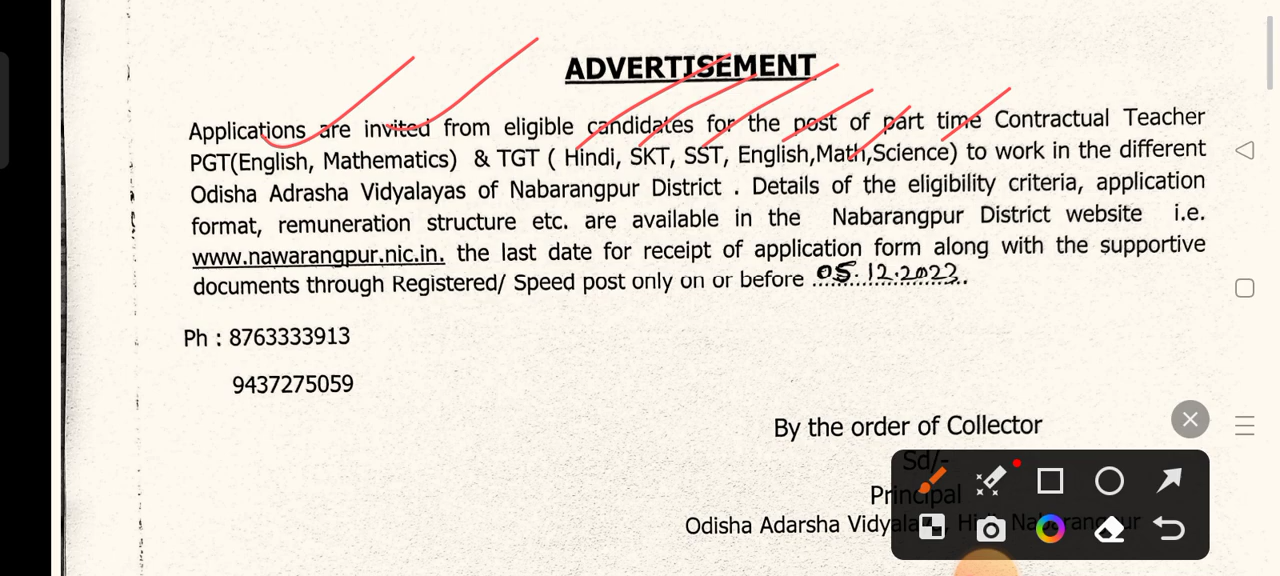 ADVERTISEMENT
Applications are invited from eligible candidates for the post of part time Contractual Teacher
PGT(English, Mathematics) & TGT ( Hindi, SKT, SST, English,Math,Science) to work in the different
Odisha Adrasha Vidyalayas of Nabarangpur District . Details of the eligibility criteria, application
format, remuneration structure etc. are available in the Nabarangpur District website i.e.
www.nawarangpur.nic.in. the last date for receipt of application form along with the supportive
documents through Registered/ Speed post only on or before 05.12.2022.
Ph : 8763333913
9437275059
By the order of Collector
Sd/-
Principal
Odisha Adarsha